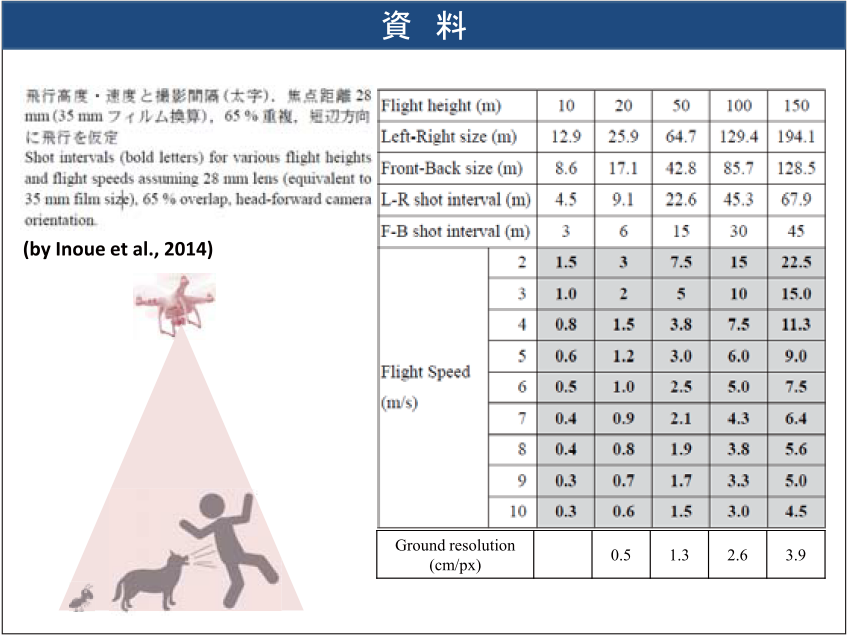 資 料
飛行高度・速度と撮影間隔(太字).焦点距離 28
mm(35 mm フィルム換算),65 % 重複,短辺方向
に飛行を仮定
Shot intervals (bold letters) for various flight heights
and flight speeds assuming 28 mm lens (equivalent to
35 mm film size), 65 % overlap, head-forward camera
orientation.
(by Inoue et al., 2014)
Flight height (m) 10 20 50 100 150
Left-Right size (m) 12.9 25.9 64.7 129.4 194.1
Front-Back size (m) 8.6 17.1 42.8 85.7 128.5
L-R shot interval (m) 4.5 9.1 22.6 45.3 67.9
F-B shot interval (m) 3 6 15 30 45
Flight Speed
(m/s)
2 1.5 3 7.5 15 22.5
3 1.0 2 5 10 15.0
4 0.8 1.5 3.8 7.5 11.3
5 0.6 1.2 3.0 6.0 9.0
6 0.5 1.0 2.5 5.0 7.5
7 0.4 0.9 2.1 4.3 6.4
8 0.4 0.8 1.9 3.8 5.6
9 0.3 0.7 1.7 3.3 5.0
10 0.3 0.6 1.5 3.0 4.5
Ground resolution
(cm/px)
0.5 1.3 2.6 3.9